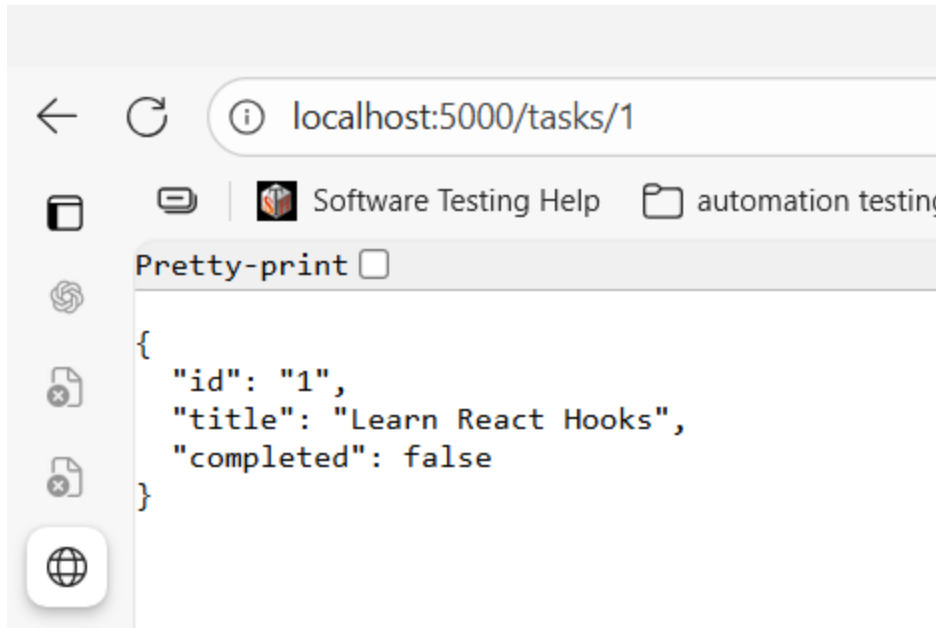 localhost:5000/tasks/1
Software Testing Help automation testing
Pretty-print
{
  "id": "1",
  "title": "Learn React Hooks",
  "completed": false
}